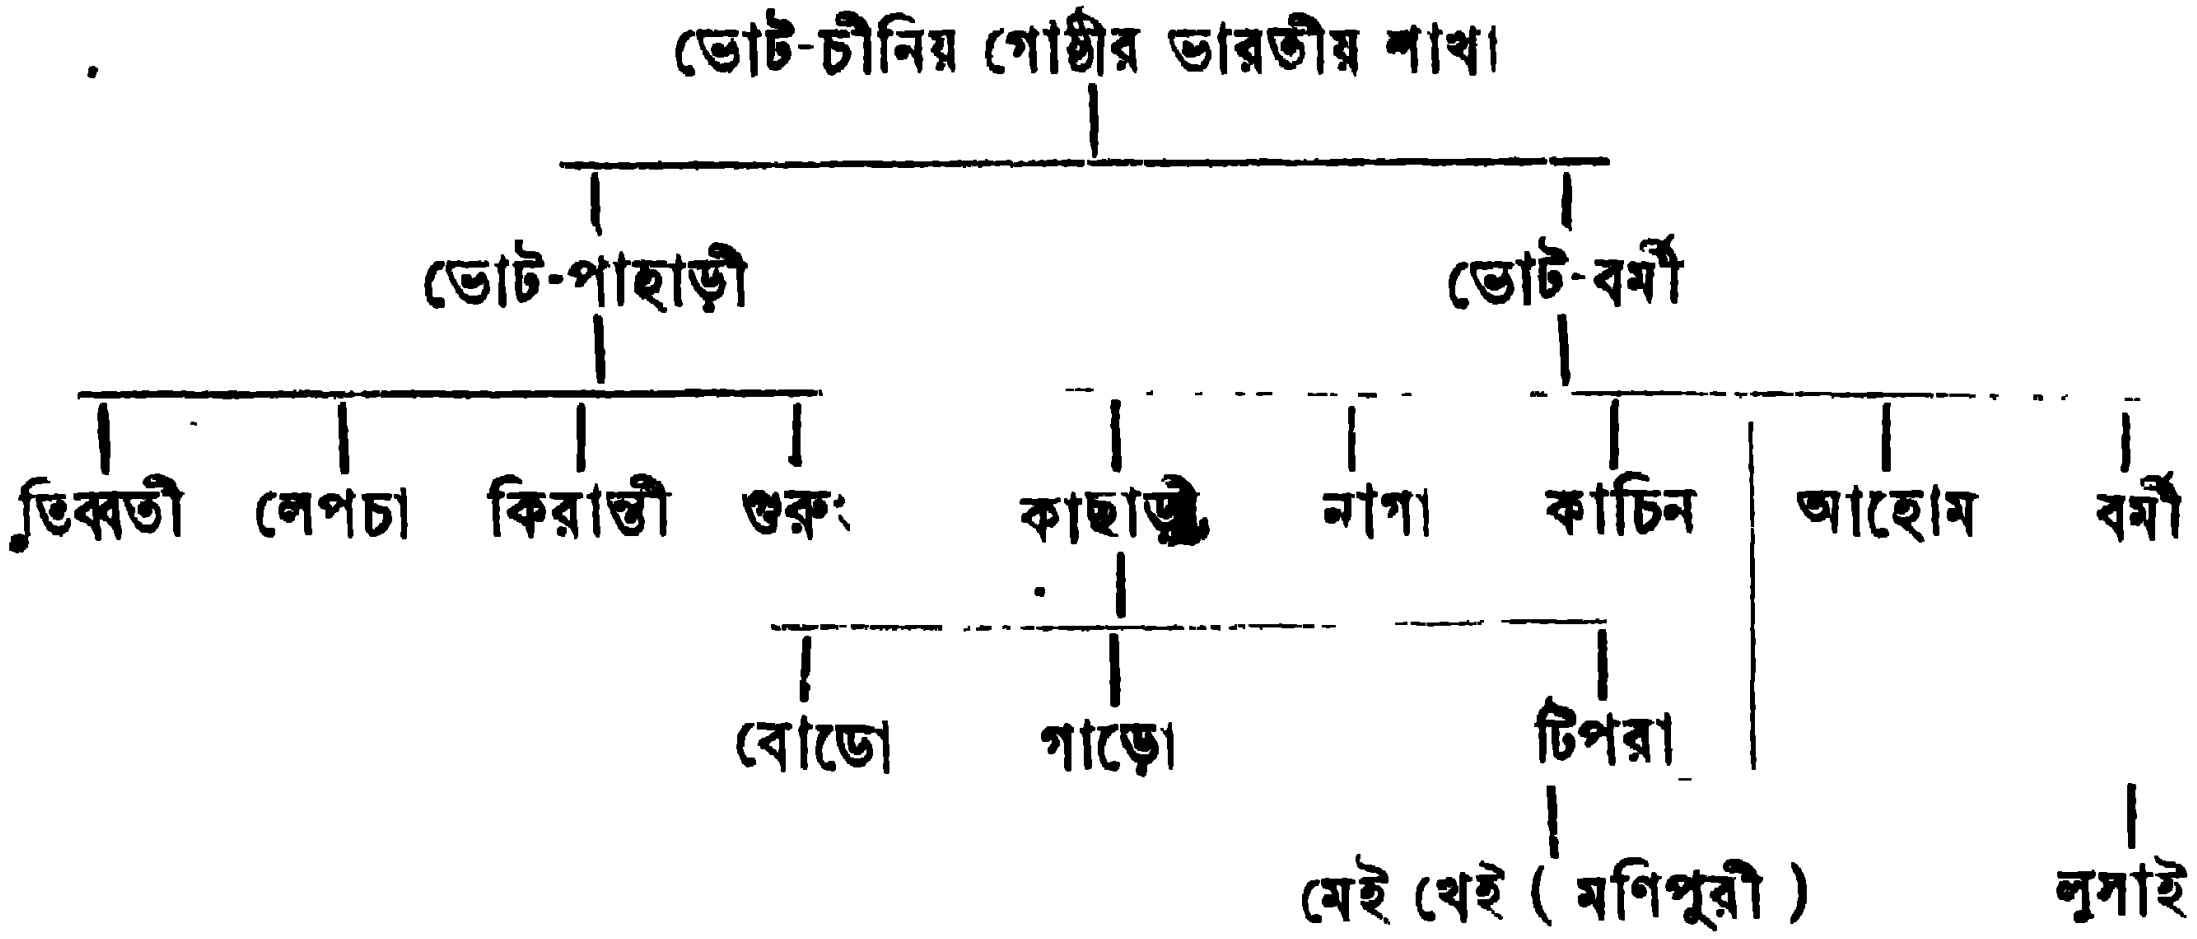 ভোট-চীনিয় গোষ্ঠীর ভারতীয় শাখা
ভোট-পাহাড়ী ভোট-বর্মী
তিব্বতী লেপচা কিরান্তী গুরুং কাছাড়ী নাগা কাচিন আহোম বর্মী
বোডো গাড়ো টিপরা
মেই থেই ( মণিপুরী ) লুসাই